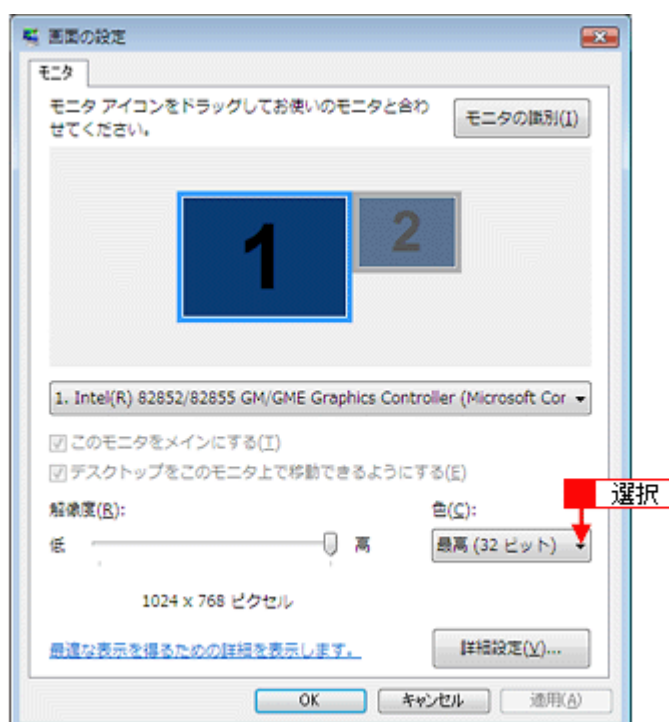 画面の設定
モニタ
モニタ アイコンをドラッグしてお使いのモニタと合わ
せてください。
モニタの識別(I)
1
2
1. Intel(R) 82852/82855 GM/GME Graphics Controller (Microsoft Cor
このモニタをメインにする(I)
デスクトップをこのモニタ上で移動できるようにする(E)
解像度(R):
低
高
1024 x 768 ピクセル
色(C):
選択
最高 (32 ビット)
最適な表示を得るための詳細を表示します。
詳細設定(V)...
OK
キャンセル
適用(A)